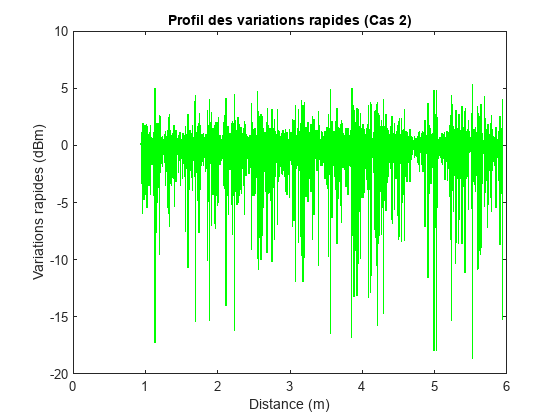 Profil des variations rapides (Cas 2)
10
5
0
-5
-10
-15
-20
Variations rapides (dBm)
0 1 2 3 4 5 6
Distance (m)